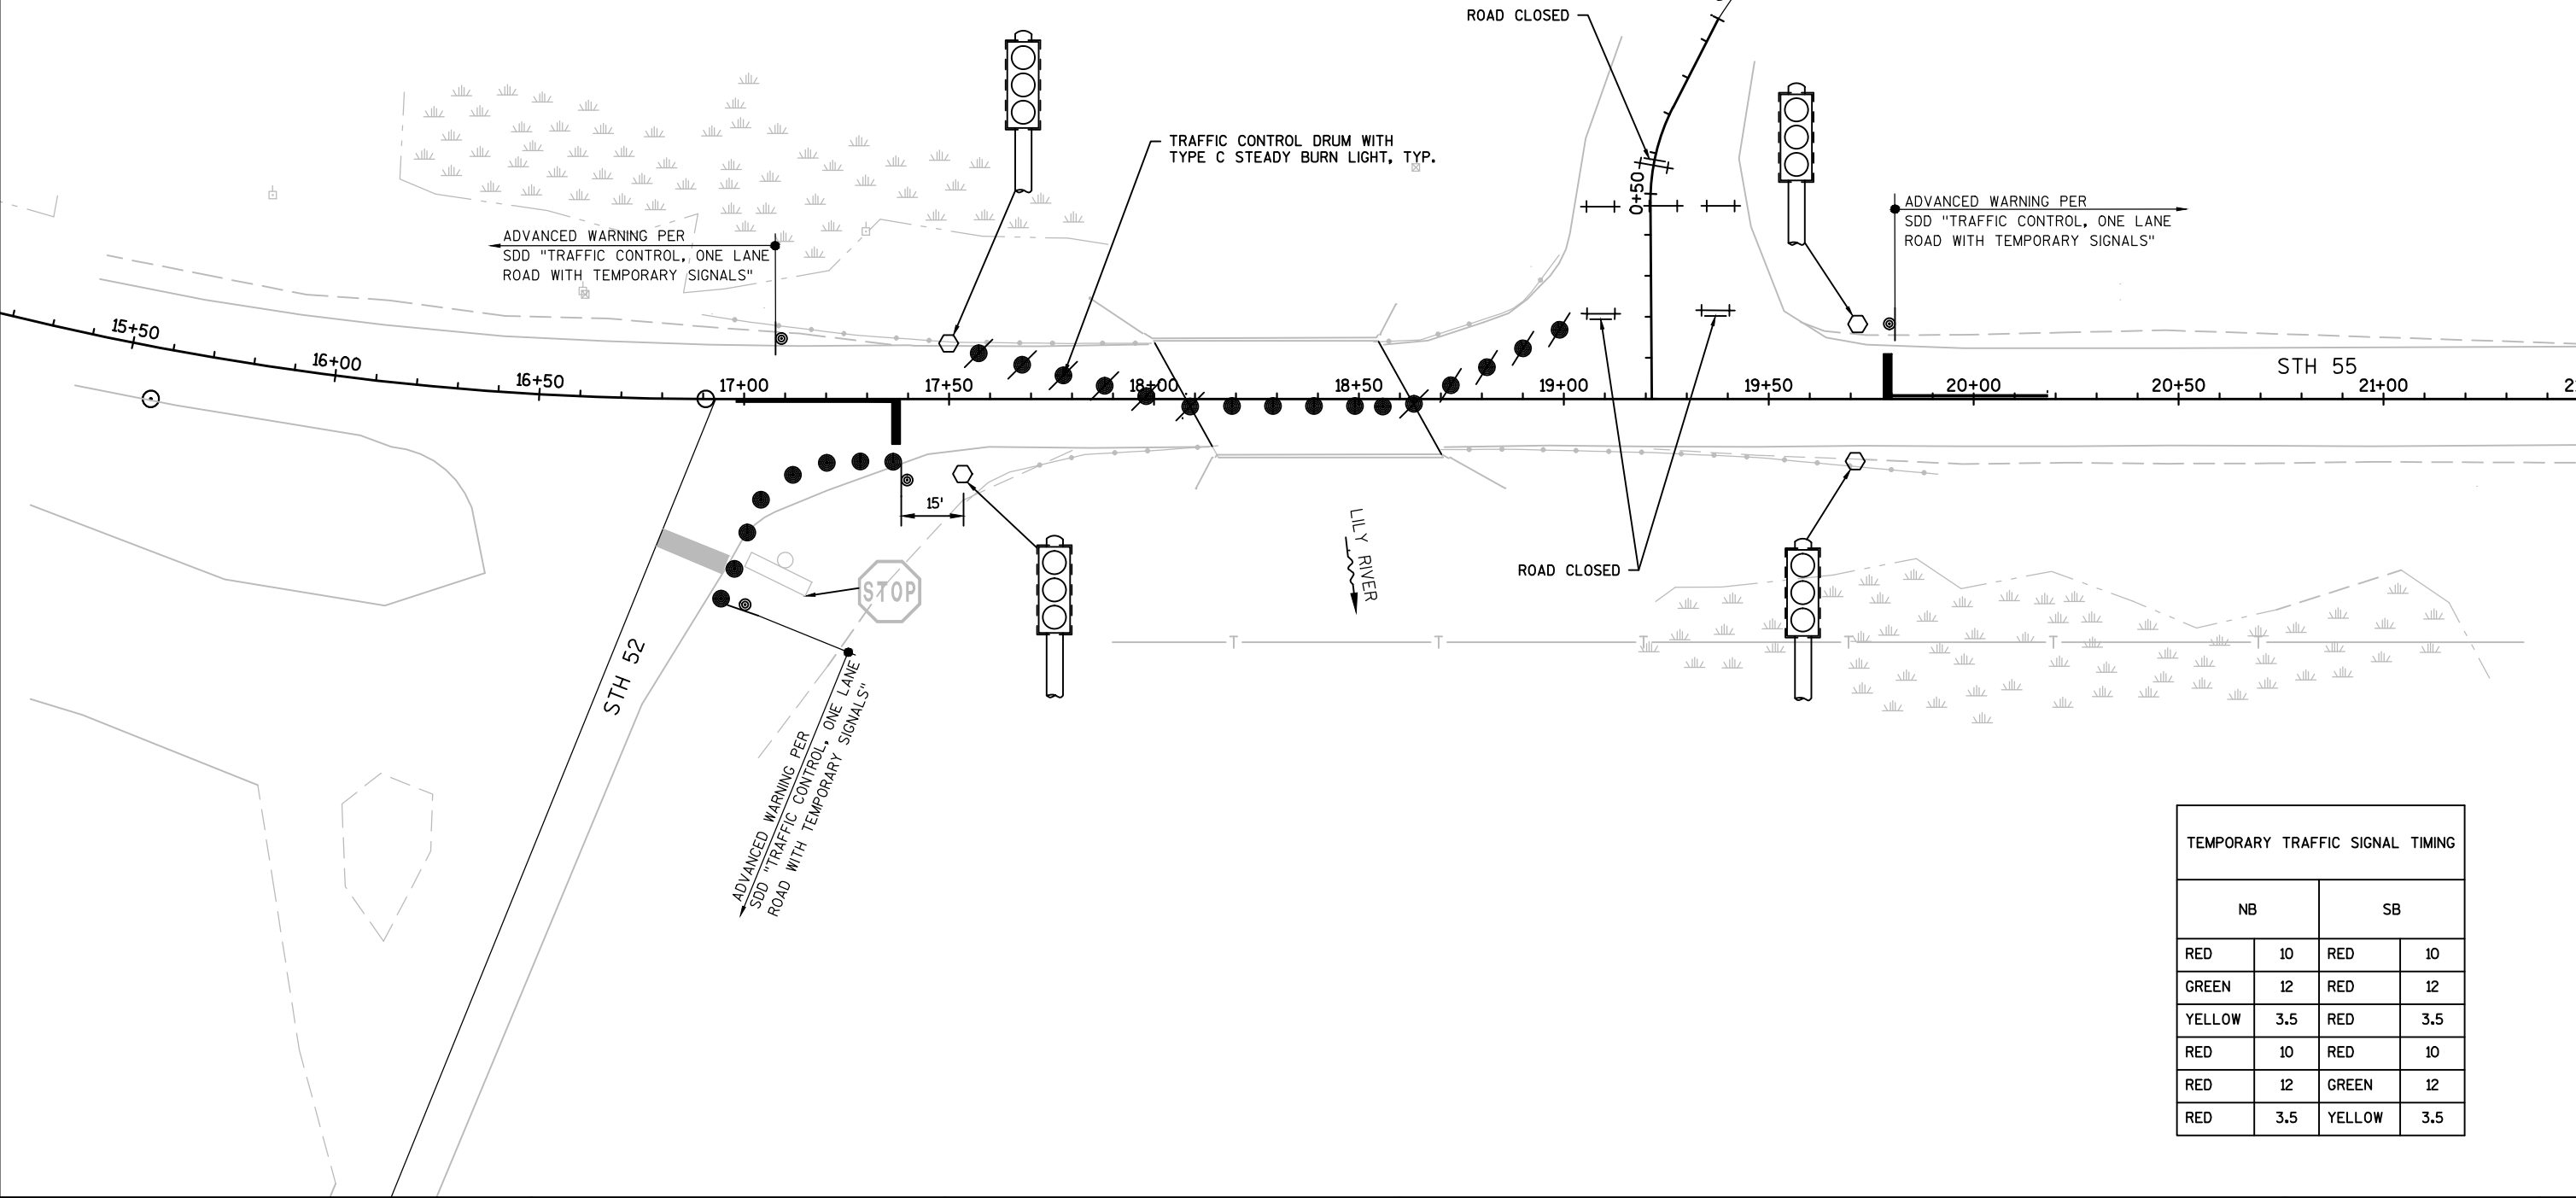 ROAD CLOSED
TRAFFIC CONTROL DRUM WITH
TYPE C STEADY BURN LIGHT, TYP.
0+50
ADVANCED WARNING PER
SDD "TRAFFIC CONTROL, ONE LANE
ROAD WITH TEMPORARY SIGNALS"
ADVANCED WARNING PER
SDD "TRAFFIC CONTROL, ONE LANE
ROAD WITH TEMPORARY SIGNALS"
15+50
16+00
16+50
17+00
17+50
18+00
18+50
19+00
19+50
20+00
20+50
21+00
STH 55
15'
LILY RIVER
ROAD CLOSED
STOP
STH 52
T T T T T T
ADVANCED WARNING PER
SDD "TRAFFIC CONTROL, ONE LANE
ROAD WITH TEMPORARY SIGNALS"
TEMPORARY TRAFFIC SIGNAL TIMING
NB SB
RED 10 RED 10
GREEN 12 RED 12
YELLOW 3.5 RED 3.5
RED 10 RED 10
RED 12 GREEN 12
RED 3.5 YELLOW 3.5